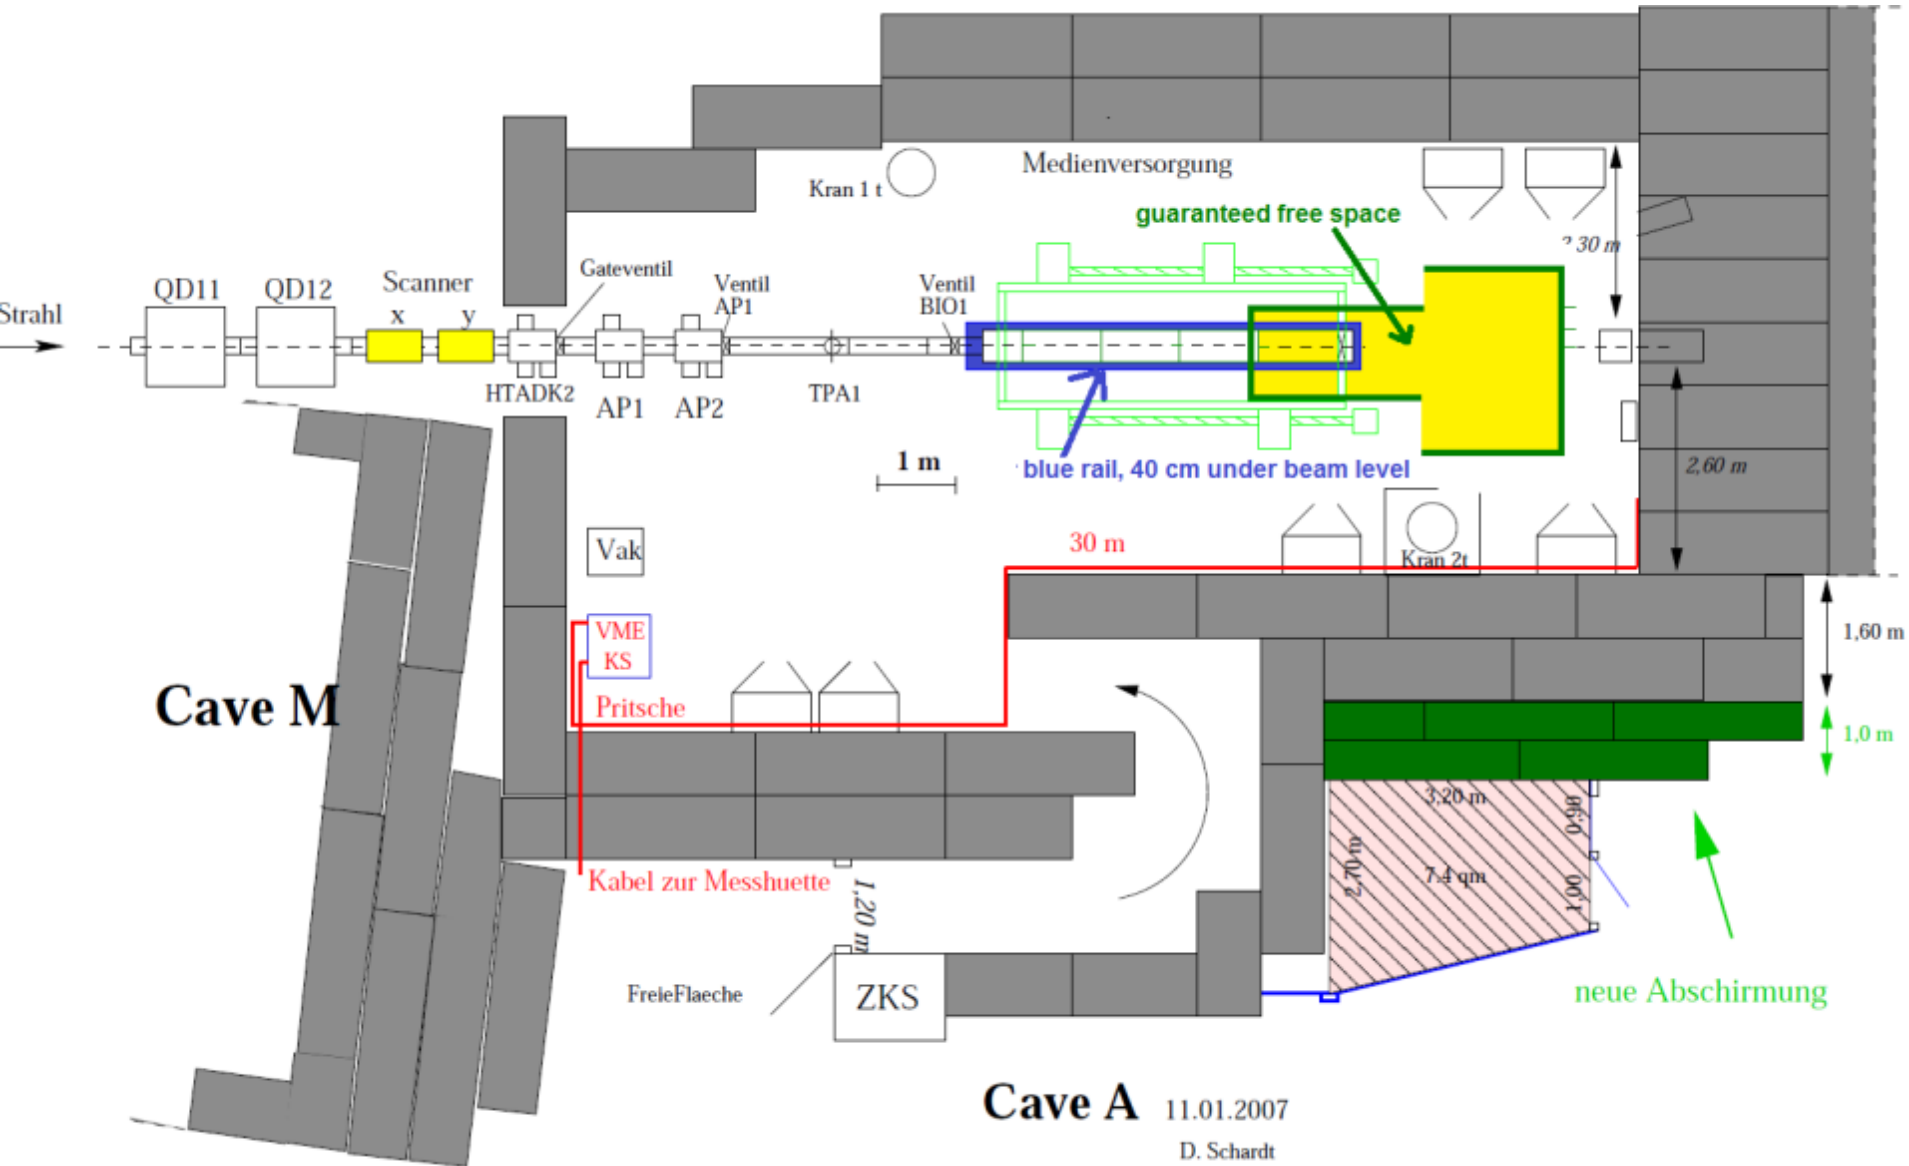 Medienversorgung
Kran 1 t
guaranteed free space
30 m
Gateventil
Scanner
x
y
QD11
QD12
Ventil
AP1
Ventil
BIO1
Strahl
HTADK2
AP1
AP2
TPA1
1 m
blue rail, 40 cm under beam level
2,60 m
Vak
30 m
Kran 2t
VME
KS
Pritsche
1,60 m
Cave M
1,0 m
3,20 m
0,90
2,70 m
7.4 qm
1,00
Kabel zur Messhuette
1,20 m
FreieFlaeche
ZKS
neue Abschirmung
Cave A 11.01.2007
D. Schardt